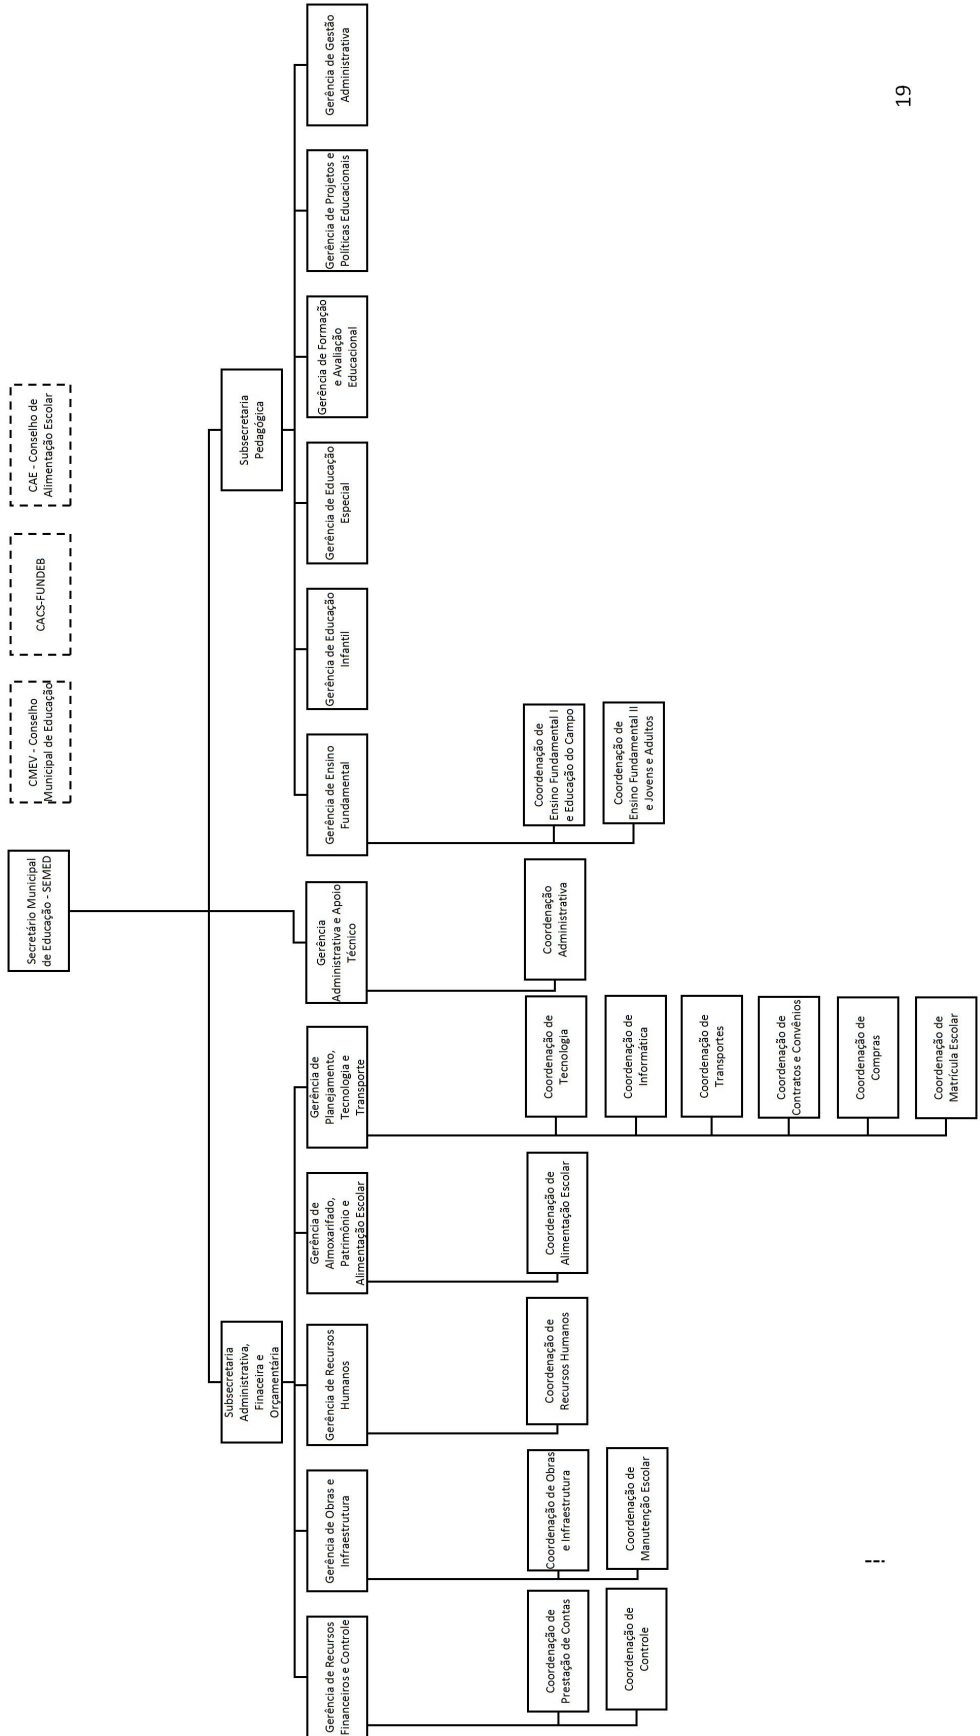 Secretário Municipal
de Educação - SEMED
CMEV - Conselho
Municipal de Educação
CACS-FUNDEB
CAE - Conselho de
Alimentação Escolar
Subsecretaria
Administrativa,
Finaceira e
Orçamentária
Subsecretaria
Pedagógica
Gerência de Recursos
Financeiros e Controle
Gerência de Obras e
Infraestrutura
Gerência de Recursos
Humanos
Gerência de
Almoxarifado,
Patrimônio e
Alimentação Escolar
Gerência de
Planejamento,
Tecnologia e
Transporte
Gerência
Administrativa e Apoio
Técnico
Gerência de Ensino
Fundamental
Gerência de Educação
Infantil
Gerência de Educação
Especial
Gerência de Formação
e Avaliação
Educacional
Gerência de Projetos e
Políticas Educacionais
Gerência de Gestão
Administrativa
Coordenação de
Prestação de Contas
Coordenação de
Controle
Coordenação de Obras
e Infraestrutura
Coordenação de
Manutenção Escolar
Coordenação de
Recursos Humanos
Coordenação de
Alimentação Escolar
Coordenação de
Tecnologia
Coordenação de
Informática
Coordenação de
Transportes
Coordenação de
Contratos e Convênios
Coordenação de
Compras
Coordenação de
Matrícula Escolar
Coordenação
Administrativa
Coordenação de
Ensino Fundamental I
e Educação do Campo
Coordenação de
Ensino Fundamental II
e Jovens e Adultos
19